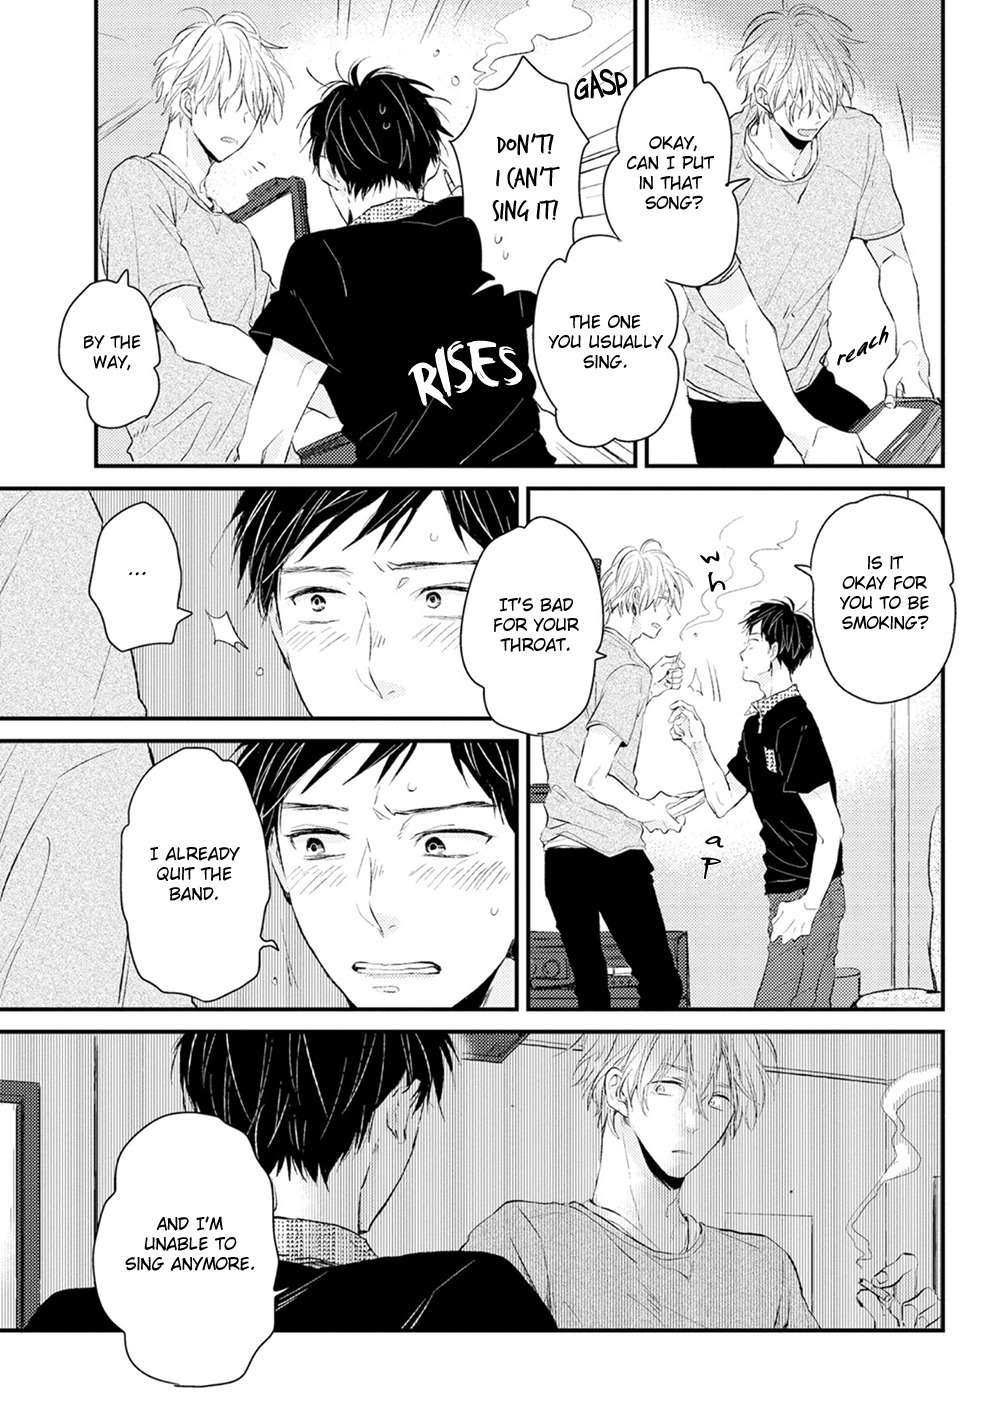 OKAY,
CAN I PUT
IN THAT
SONG?
THE ONE
YOU USUALLY
SING.
reach
GASP
DON'T!
I CAN'T
SING IT!
RISES
BY THE
WAY,
IS IT
OKAY FOR
YOU TO BE
SMOKING?
wh
ap
IT'S BAD
FOR YOUR
THROAT.
...
I ALREADY
QUIT THE
BAND.
AND I'M
UNABLE TO
SING ANYMORE.